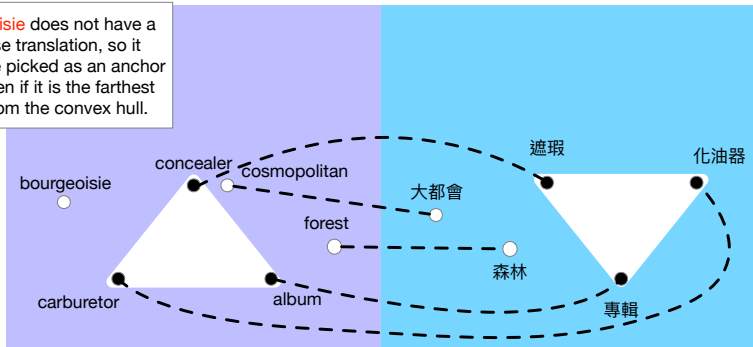 isie does not have a
se translation, so it
e picked as an anchor
en if it is the farthest
om the convex hull.
concealer
cosmopolitan
bourgeoisie
forest
carburetor
album
遮瑕
化油器
大都會
森林
專輯